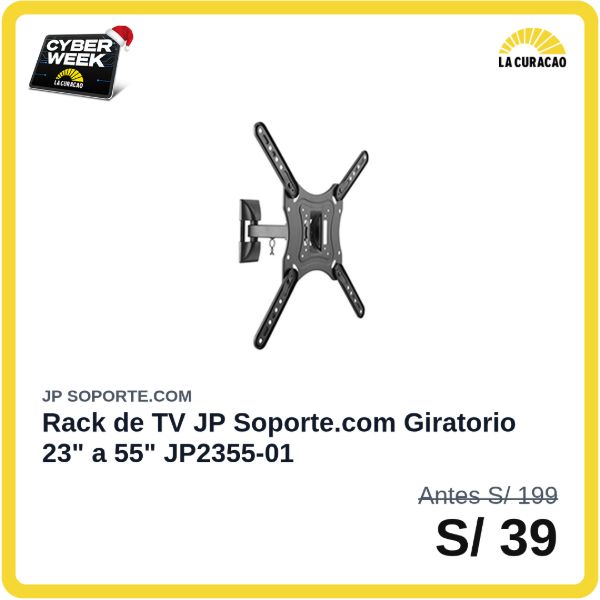 CYBER
WEEK
LA CURACAO
LA CURACAO
JP SOPORTE.COM
Rack de TV JP Soporte.com Giratorio
23" a 55" JP2355-01
Antes S/ 199
S/ 39